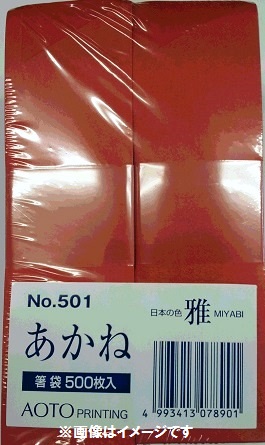 No.501
日本の色 雅 MIYABI
あかね
箸袋 500枚入
AOTO PRINTING
4 993413 078901
※画像はイメージです